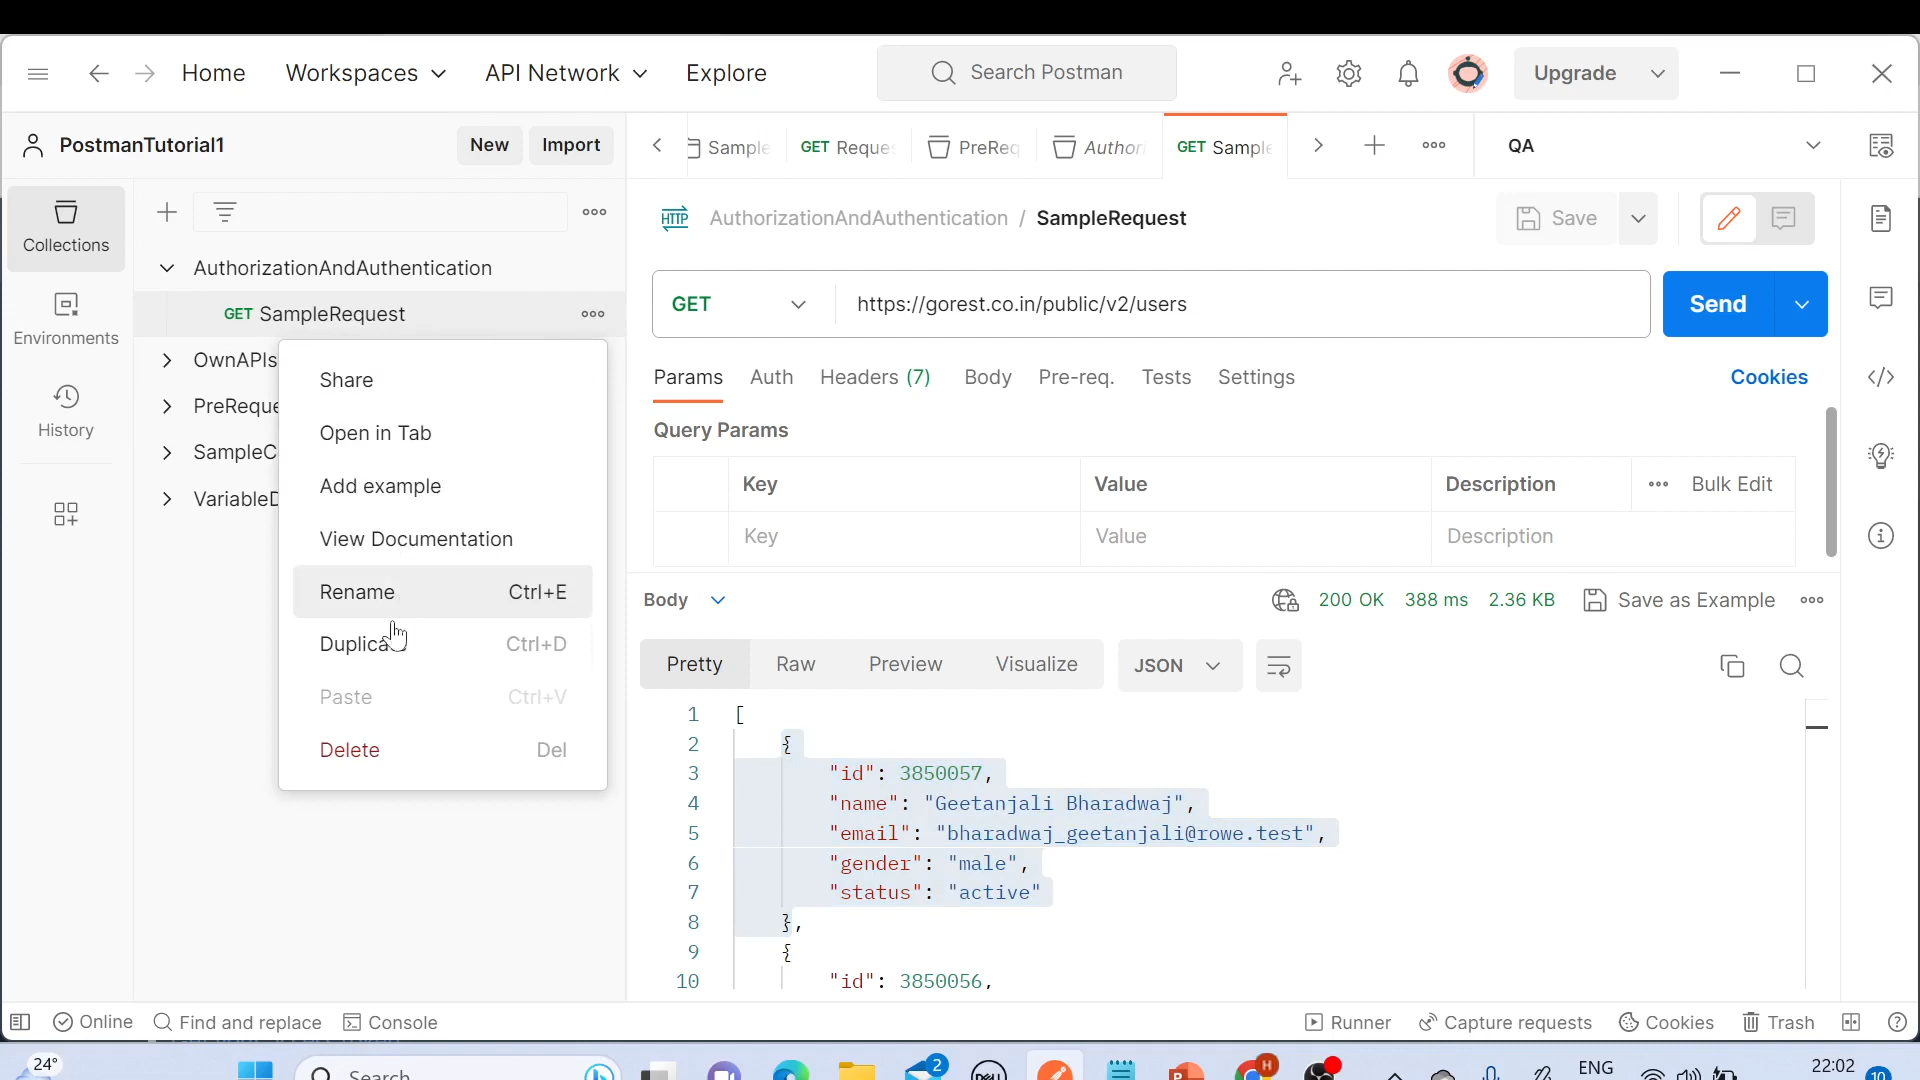 Home Workspaces API Network Explore Search Postman Upgrade
PostmanTutorial1 New Import Sample GET Reques PreReq Author GET Sample QA
Collections
AuthorizationAndAuthentication / SampleRequest Save
AuthorizationAndAuthentication
GET SampleRequest
GET https://gorest.co.in/public/v2/users Send
Environments
OwnAPIs
PreReque
SampleC
VariableD
History
Share
Open in Tab
Add example
View Documentation
Rename Ctrl+E
Ctrl+D
Paste Ctrl+V
Delete Del
Params Auth Headers (7) Body Pre-req. Tests Settings Cookies
Query Params
Key Value Description Bulk Edit
Key Value Description
Body 200 OK 388 ms 2.36 KB Save as Example
Pretty Raw Preview Visualize JSON
1 [
2 {
3 "id": 3850057,
4 "name": "Geetanjali Bharadwaj",
5 "email": "bharadwaj_geetanjali@rowe.test",
6 "gender": "male",
7 "status": "active"
8 },
9 {
10 "id": 3850056,
Online Find and replace Console Runner Capture requests Cookies Trash
24° Search 2 DELL H ENG 22:02 10